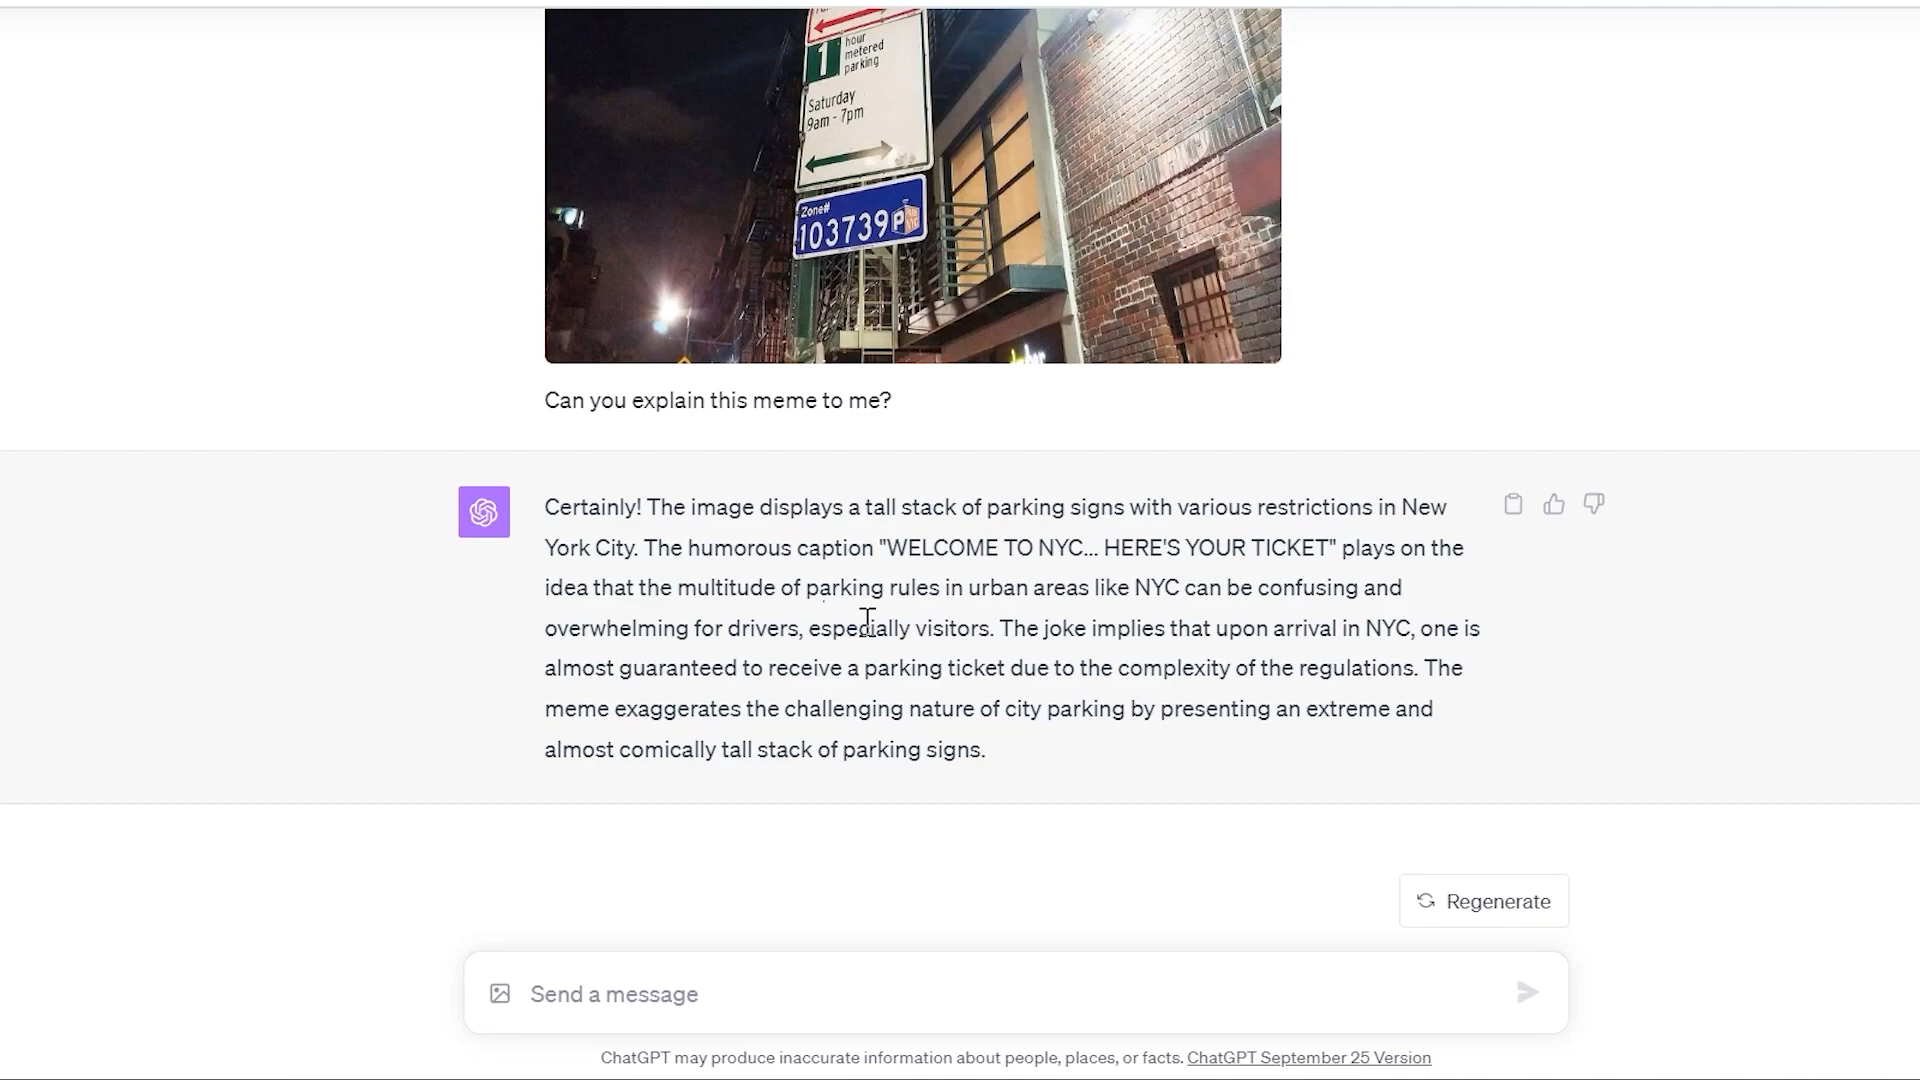 1 hour
metered
parking
Saturday
9am - 7pm
Zone#
103739 P
Can you explain this meme to me?
Certainly! The image displays a tall stack of parking signs with various restrictions in New
York City. The humorous caption "WELCOME TO NYC... HERE'S YOUR TICKET" plays on the
idea that the multitude of parking rules in urban areas like NYC can be confusing and
overwhelming for drivers, especially visitors. The joke implies that upon arrival in NYC, one is
almost guaranteed to receive a parking ticket due to the complexity of the regulations. The
meme exaggerates the challenging nature of city parking by presenting an extreme and
almost comically tall stack of parking signs.
Regenerate
Send a message
ChatGPT may produce inaccurate information about people, places, or facts. ChatGPT September 25 Version